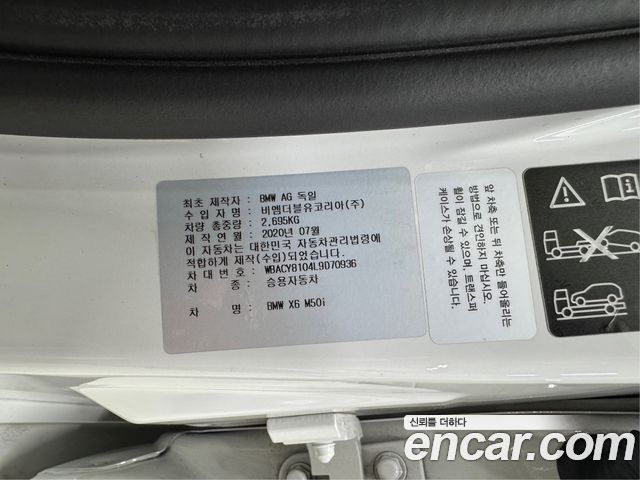 최초 제작자 : BMW AG 독일
수 입 자 명 : 비엠더블유코리아(주)
차량 총중량 : 2,695KG
제 작 연 월 : 2020년 07월
이 자동차는 대한민국 자동차관리법령에
적합하게 제작(수입)되었습니다.
차 대 번 호 : WBACY8104L9D70936
차 종 : 승용자동차
차 명 : BMW X6 M50i
앞 차축 또는 뒤 차축만 들어올리는
방법으로 견인하지 마십시오.
휠이 잠길 수 있으며, 트랜스퍼
케이스가 손상될 수 있습니다.
신뢰를 더하다
encar.com